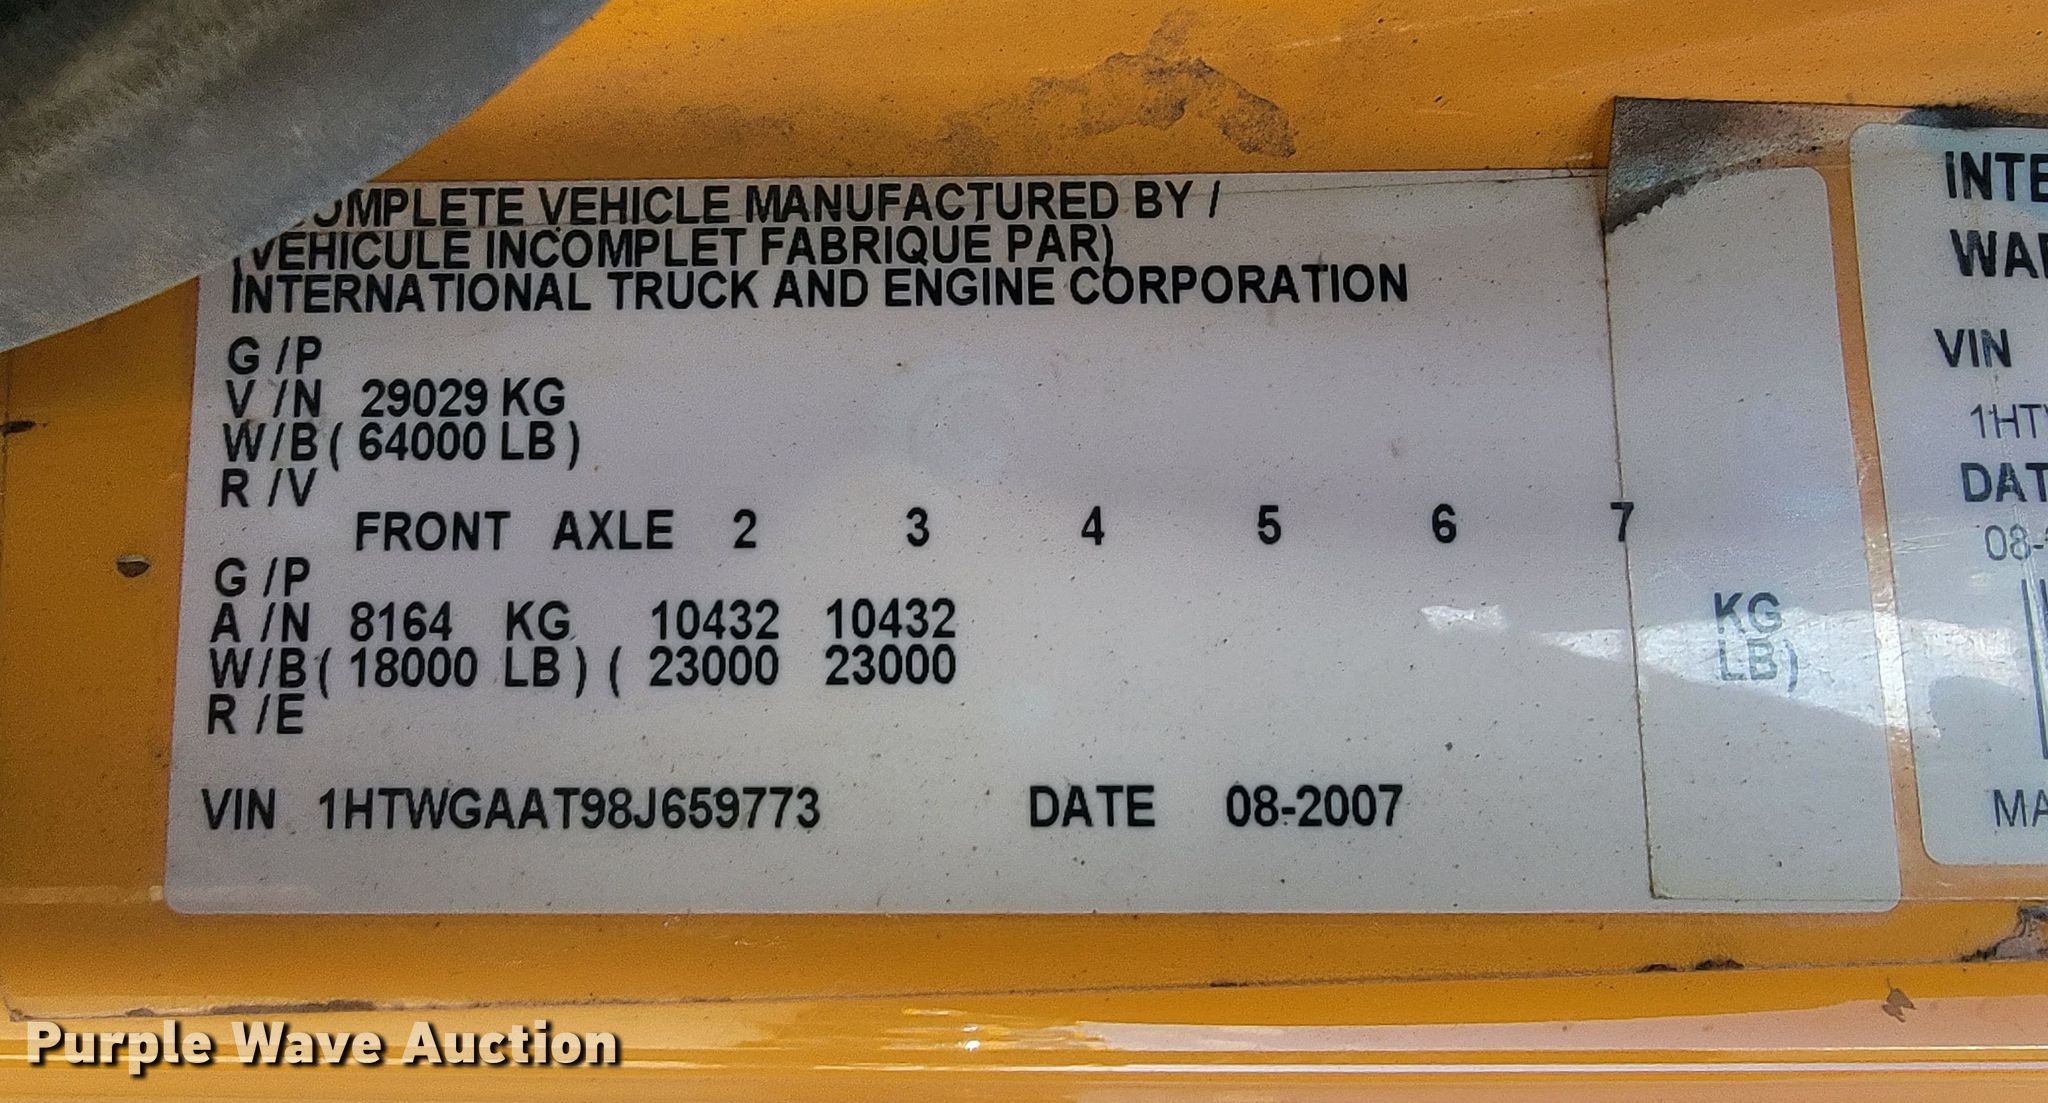 COMPLETE VEHICLE MANUFACTURED BY /
(VEHICULE INCOMPLET FABRIQUE PAR)
INTERNATIONAL TRUCK AND ENGINE CORPORATION
G /P
V /N 29029 KG
W/B ( 64000 LB )
R /V
FRONT AXLE 2 3 4 5 6 7
G /P
A /N 8164 KG 10432 10432 KG
W/B ( 18000 LB ) ( 23000 23000 LB)
R /E
VIN 1HTWGAAT98J659773 DATE 08-2007
INTE
WAR
VIN
1HT
DAT
08-
MA
Purple Wave Auction